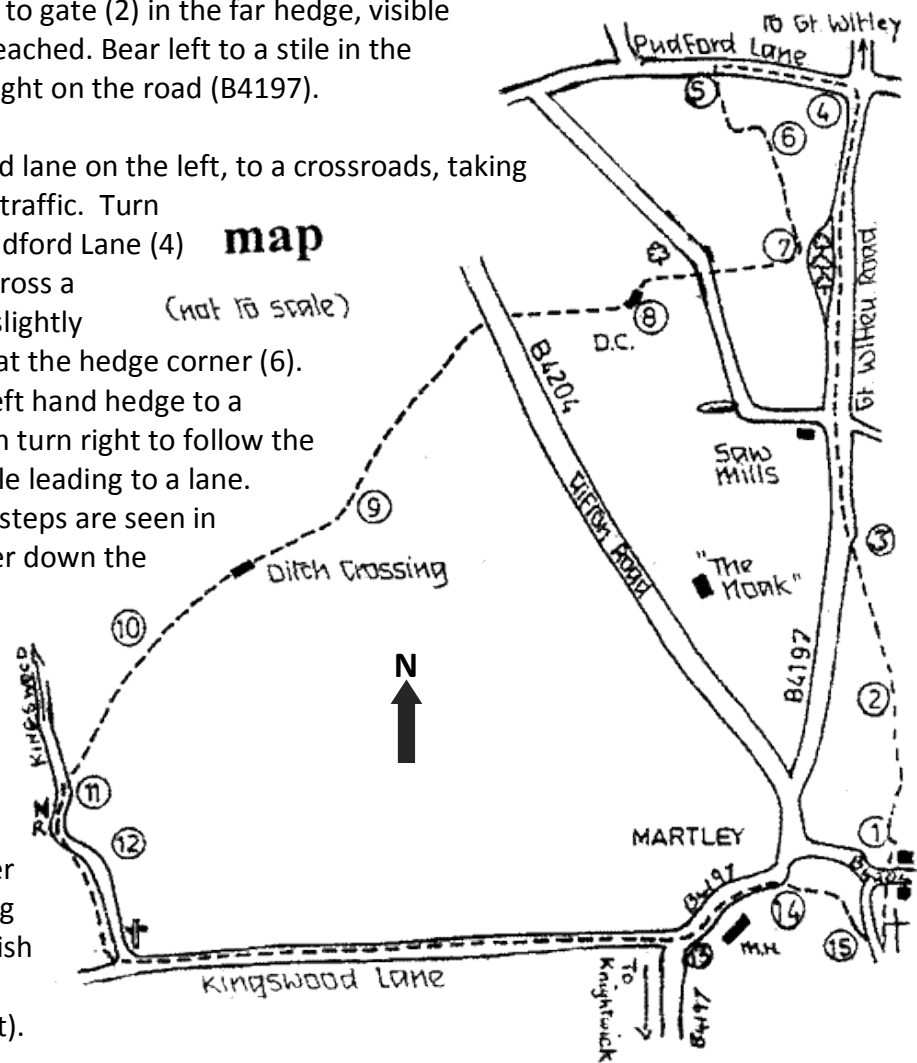 to gate (2) in the far hedge, visible
eached. Bear left to a stile in the
ght on the road (B4197).
d lane on the left, to a crossroads, taking
traffic. Turn
dford Lane (4)
ross a
slightly
at the hedge corner (6).
eft hand hedge to a
n turn right to follow the
le leading to a lane.
steps are seen in
er down the
er
g
ish
t).
map
(not to scale)
To Gt. Witley
Pudford Lane
5
4
6
7
8
D.C.
Gt. Witley Road
B4204
Clifton Road
Saw
Mills
3
9
Ditch Crossing
"The
Monk"
10
B4197
2
N
KINGSWOOD
11
N
R
12
1
MARTLEY
B4204
B4197
14
15
13
M.H.
Kingswood Lane
To
Knightwick
B4197